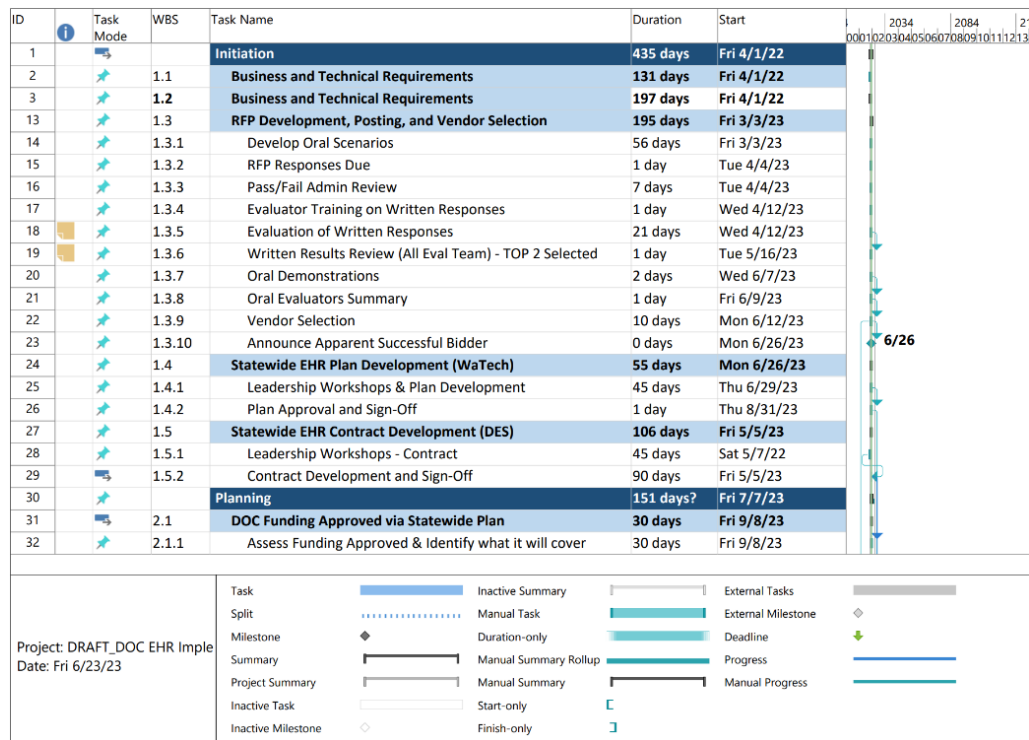 ID Task Mode WBS Task Name Duration Start 2034 2084 21
1 Initiation 435 days Fri 4/1/22
2 1.1 Business and Technical Requirements 131 days Fri 4/1/22
3 1.2 Business and Technical Requirements 197 days Fri 4/1/22
13 1.3 RFP Development, Posting, and Vendor Selection 195 days Fri 3/3/23
14 1.3.1 Develop Oral Scenarios 56 days Fri 3/3/23
15 1.3.2 RFP Responses Due 1 day Tue 4/4/23
16 1.3.3 Pass/Fail Admin Review 7 days Tue 4/4/23
17 1.3.4 Evaluator Training on Written Responses 1 day Wed 4/12/23
18 1.3.5 Evaluation of Written Responses 21 days Wed 4/12/23
19 1.3.6 Written Results Review (All Eval Team) - TOP 2 Selected 1 day Tue 5/16/23
20 1.3.7 Oral Demonstrations 2 days Wed 6/7/23
21 1.3.8 Oral Evaluators Summary 1 day Fri 6/9/23
22 1.3.9 Vendor Selection 10 days Mon 6/12/23
23 1.3.10 Announce Apparent Successful Bidder 0 days Mon 6/26/23 6/26
24 1.4 Statewide EHR Plan Development (WaTech) 55 days Mon 6/26/23
25 1.4.1 Leadership Workshops & Plan Development 45 days Thu 6/29/23
26 1.4.2 Plan Approval and Sign-Off 1 day Thu 8/31/23
27 1.5 Statewide EHR Contract Development (DES) 106 days Fri 5/5/23
28 1.5.1 Leadership Workshops - Contract 45 days Sat 5/7/22
29 1.5.2 Contract Development and Sign-Off 90 days Fri 5/5/23
30 Planning 151 days? Fri 7/7/23
31 2.1 DOC Funding Approved via Statewide Plan 30 days Fri 9/8/23
32 2.1.1 Assess Funding Approved & Identify what it will cover 30 days Fri 9/8/23
Project: DRAFT_DOC EHR Imple
Date: Fri 6/23/23
Task Inactive Summary External Tasks
Split Manual Task External Milestone
Milestone Duration-only Deadline
Summary Manual Summary Rollup Progress
Project Summary Manual Summary Manual Progress
Inactive Task Start-only
Inactive Milestone Finish-only